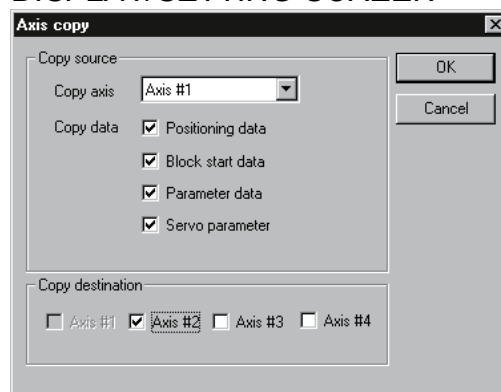 DISPLAY/SETTING SCREEN
Axis copy
Copy source
OK
Copy axis Axis #1
Cancel
Copy data Positioning data
Block start data
Parameter data
Servo parameter
Copy destination
Axis #1 Axis #2 Axis #3 Axis #4